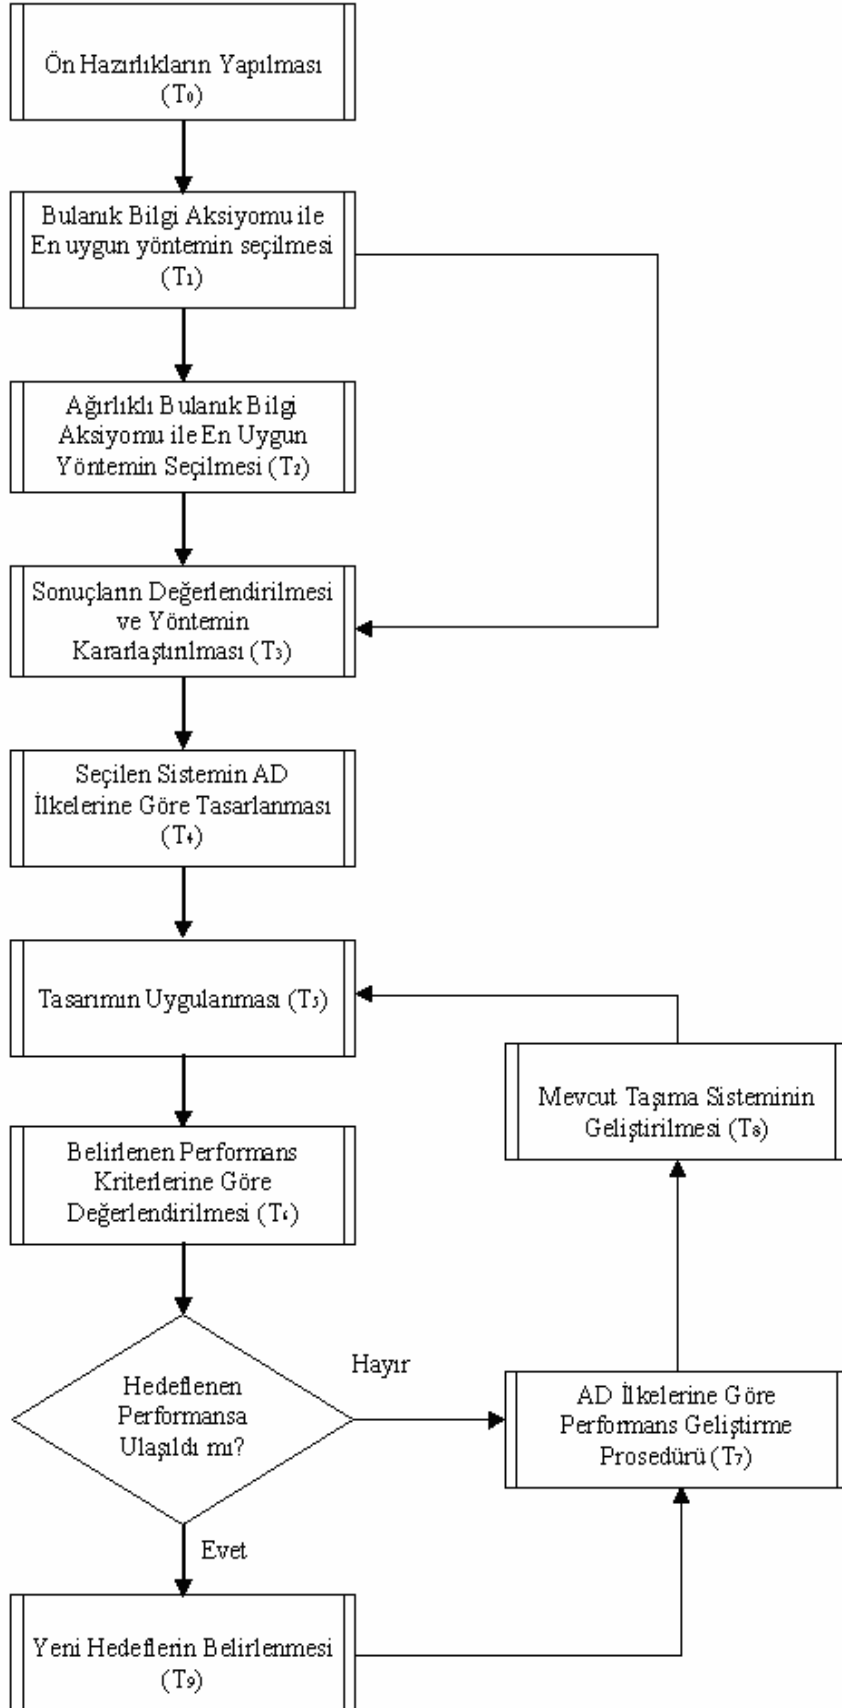 Ön Hazırlıkların Yapılması
(T0)
Bulanık Bilgi Aksiyomu ile
En uygun yöntemin seçilmesi
(T1)
Ağırlıklı Bulanık Bilgi
Aksiyomu ile En Uygun
Yöntemin Seçilmesi (T2)
Sonuçların Değerlendirilmesi
ve Yöntemin
Kararlaştırılması (T3)
Seçilen Sistemin AD
İlkelerine Göre Tasarlanması
(T4)
Tasarımın Uygulanması (T5)
Mevcut Taşıma Sisteminin
Geliştirilmesi (T8)
Belirlenen Performans
Kriterlerine Göre
Değerlendirilmesi (T6)
Hedeflenen
Performansa
Ulaşıldı mı?
Hayır
AD İlkelerine Göre
Performans Geliştirme
Prosedürü (T7)
Evet
Yeni Hedeflerin Belirlenmesi
(T9)